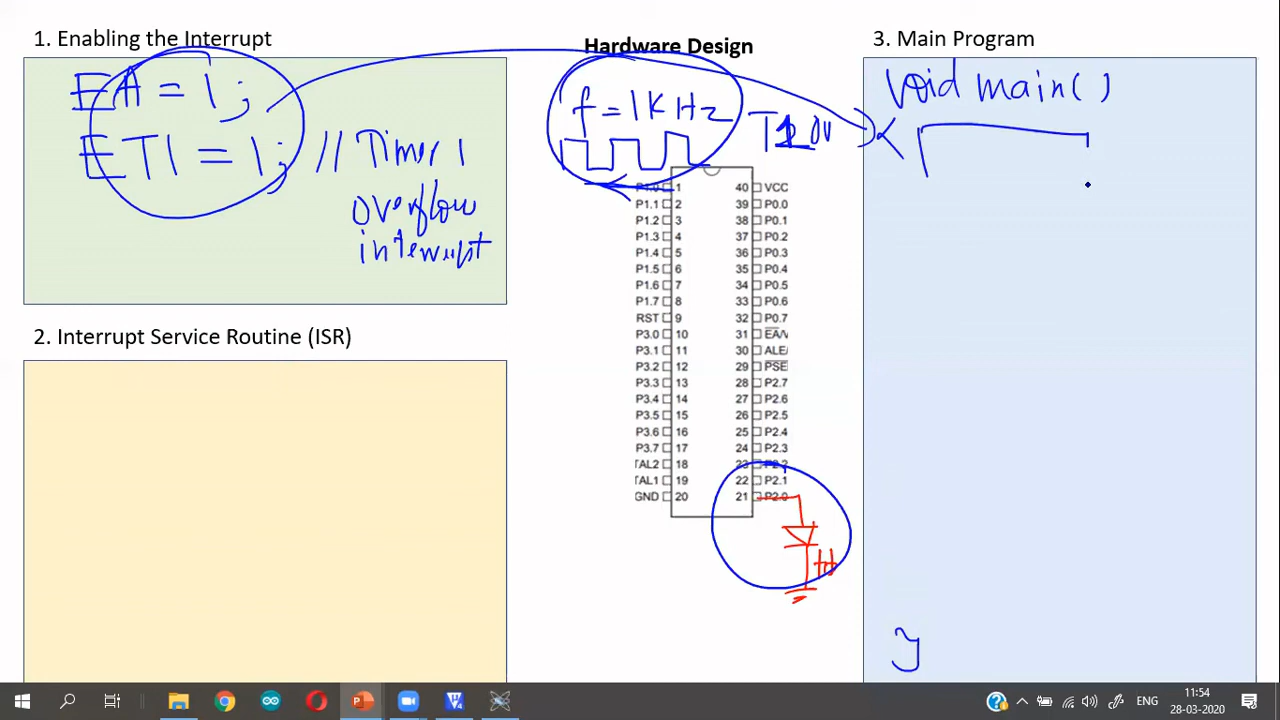 1. Enabling the Interrupt
EA = 1;
ET1 = 1; // Timer 1
overflow
interrupt
2. Interrupt Service Routine (ISR)
Hardware Design
f = 1KHz
P1.0 1 40 VCC
P1.1 2 39 P0.0
P1.2 3 38 P0.1
P1.3 4 37 P0.2
P1.4 5 36 P0.3
P1.5 6 35 P0.4
P1.6 7 34 P0.5
P1.7 8 33 P0.6
RST 9 32 P0.7
P3.0 10 31 EA/
P3.1 11 30 ALE/
P3.2 12 29 PSE
P3.3 13 28 P2.7
P3.4 14 27 P2.6
P3.5 15 26 P2.5
P3.6 16 25 P2.4
P3.7 17 24 P2.3
TAL2 18 23 P2.2
TAL1 19 22 P2.1
GND 20 21 P2.0
3. Main Program
void main()
{
}
ENG
11:54
28-03-2020